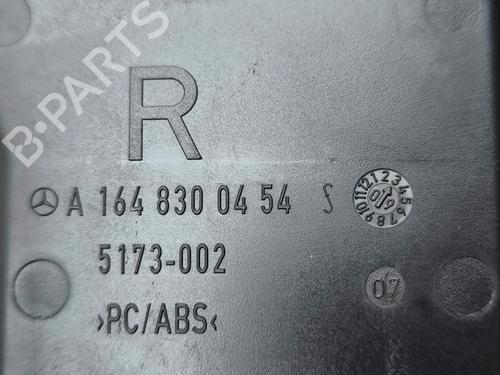 B-PARTS
R
A 164 830 04 54 S
5173-002
>PC/ABS<
07